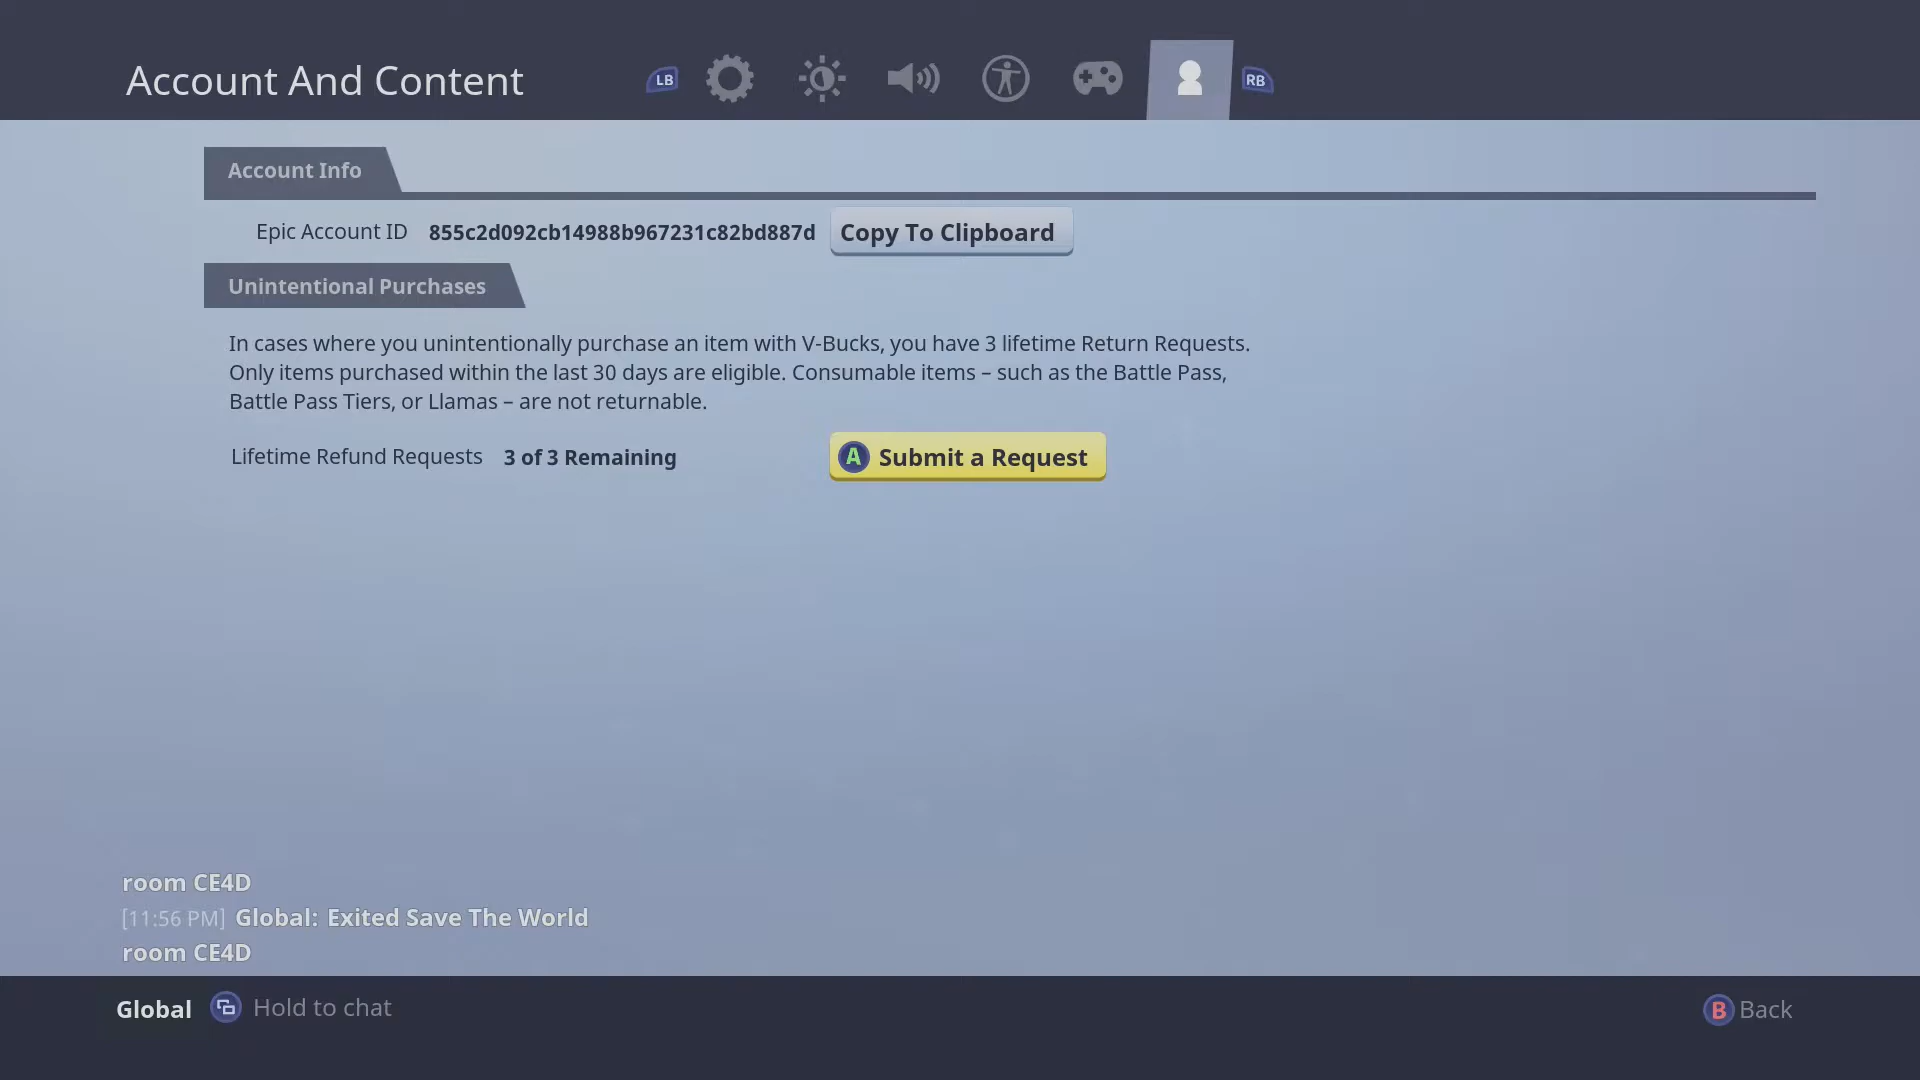 Account And Content
LB
RB
Account Info
Epic Account ID 855c2d092cb14988b967231c82bd887d Copy To Clipboard
Unintentional Purchases
In cases where you unintentionally purchase an item with V-Bucks, you have 3 lifetime Return Requests.
Only items purchased within the last 30 days are eligible. Consumable items – such as the Battle Pass,
Battle Pass Tiers, or Llamas – are not returnable.
Lifetime Refund Requests 3 of 3 Remaining A Submit a Request
room CE4D
[11:56 PM] Global: Exited Save The World
room CE4D
Global Hold to chat B Back